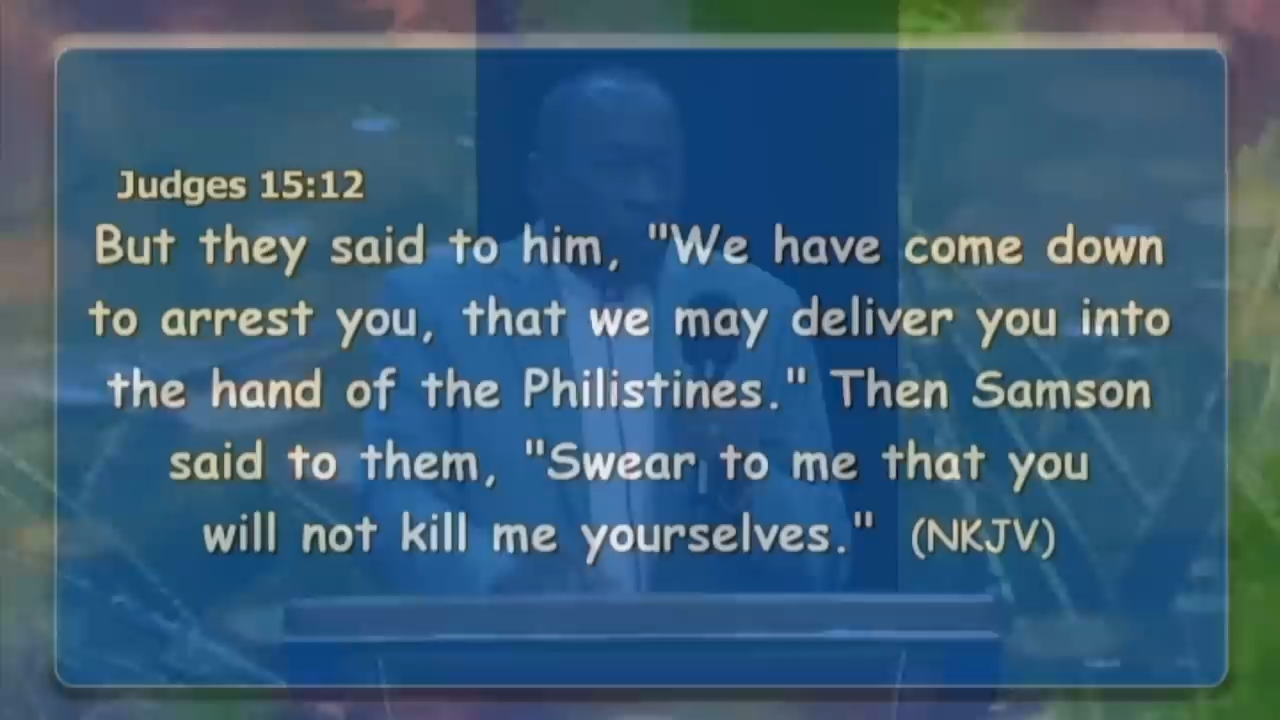 Judges 15:12
But they said to him, "We have come down
to arrest you, that we may deliver you into
the hand of the Philistines." Then Samson
said to them, "Swear to me that you
will not kill me yourselves." (NKJV)